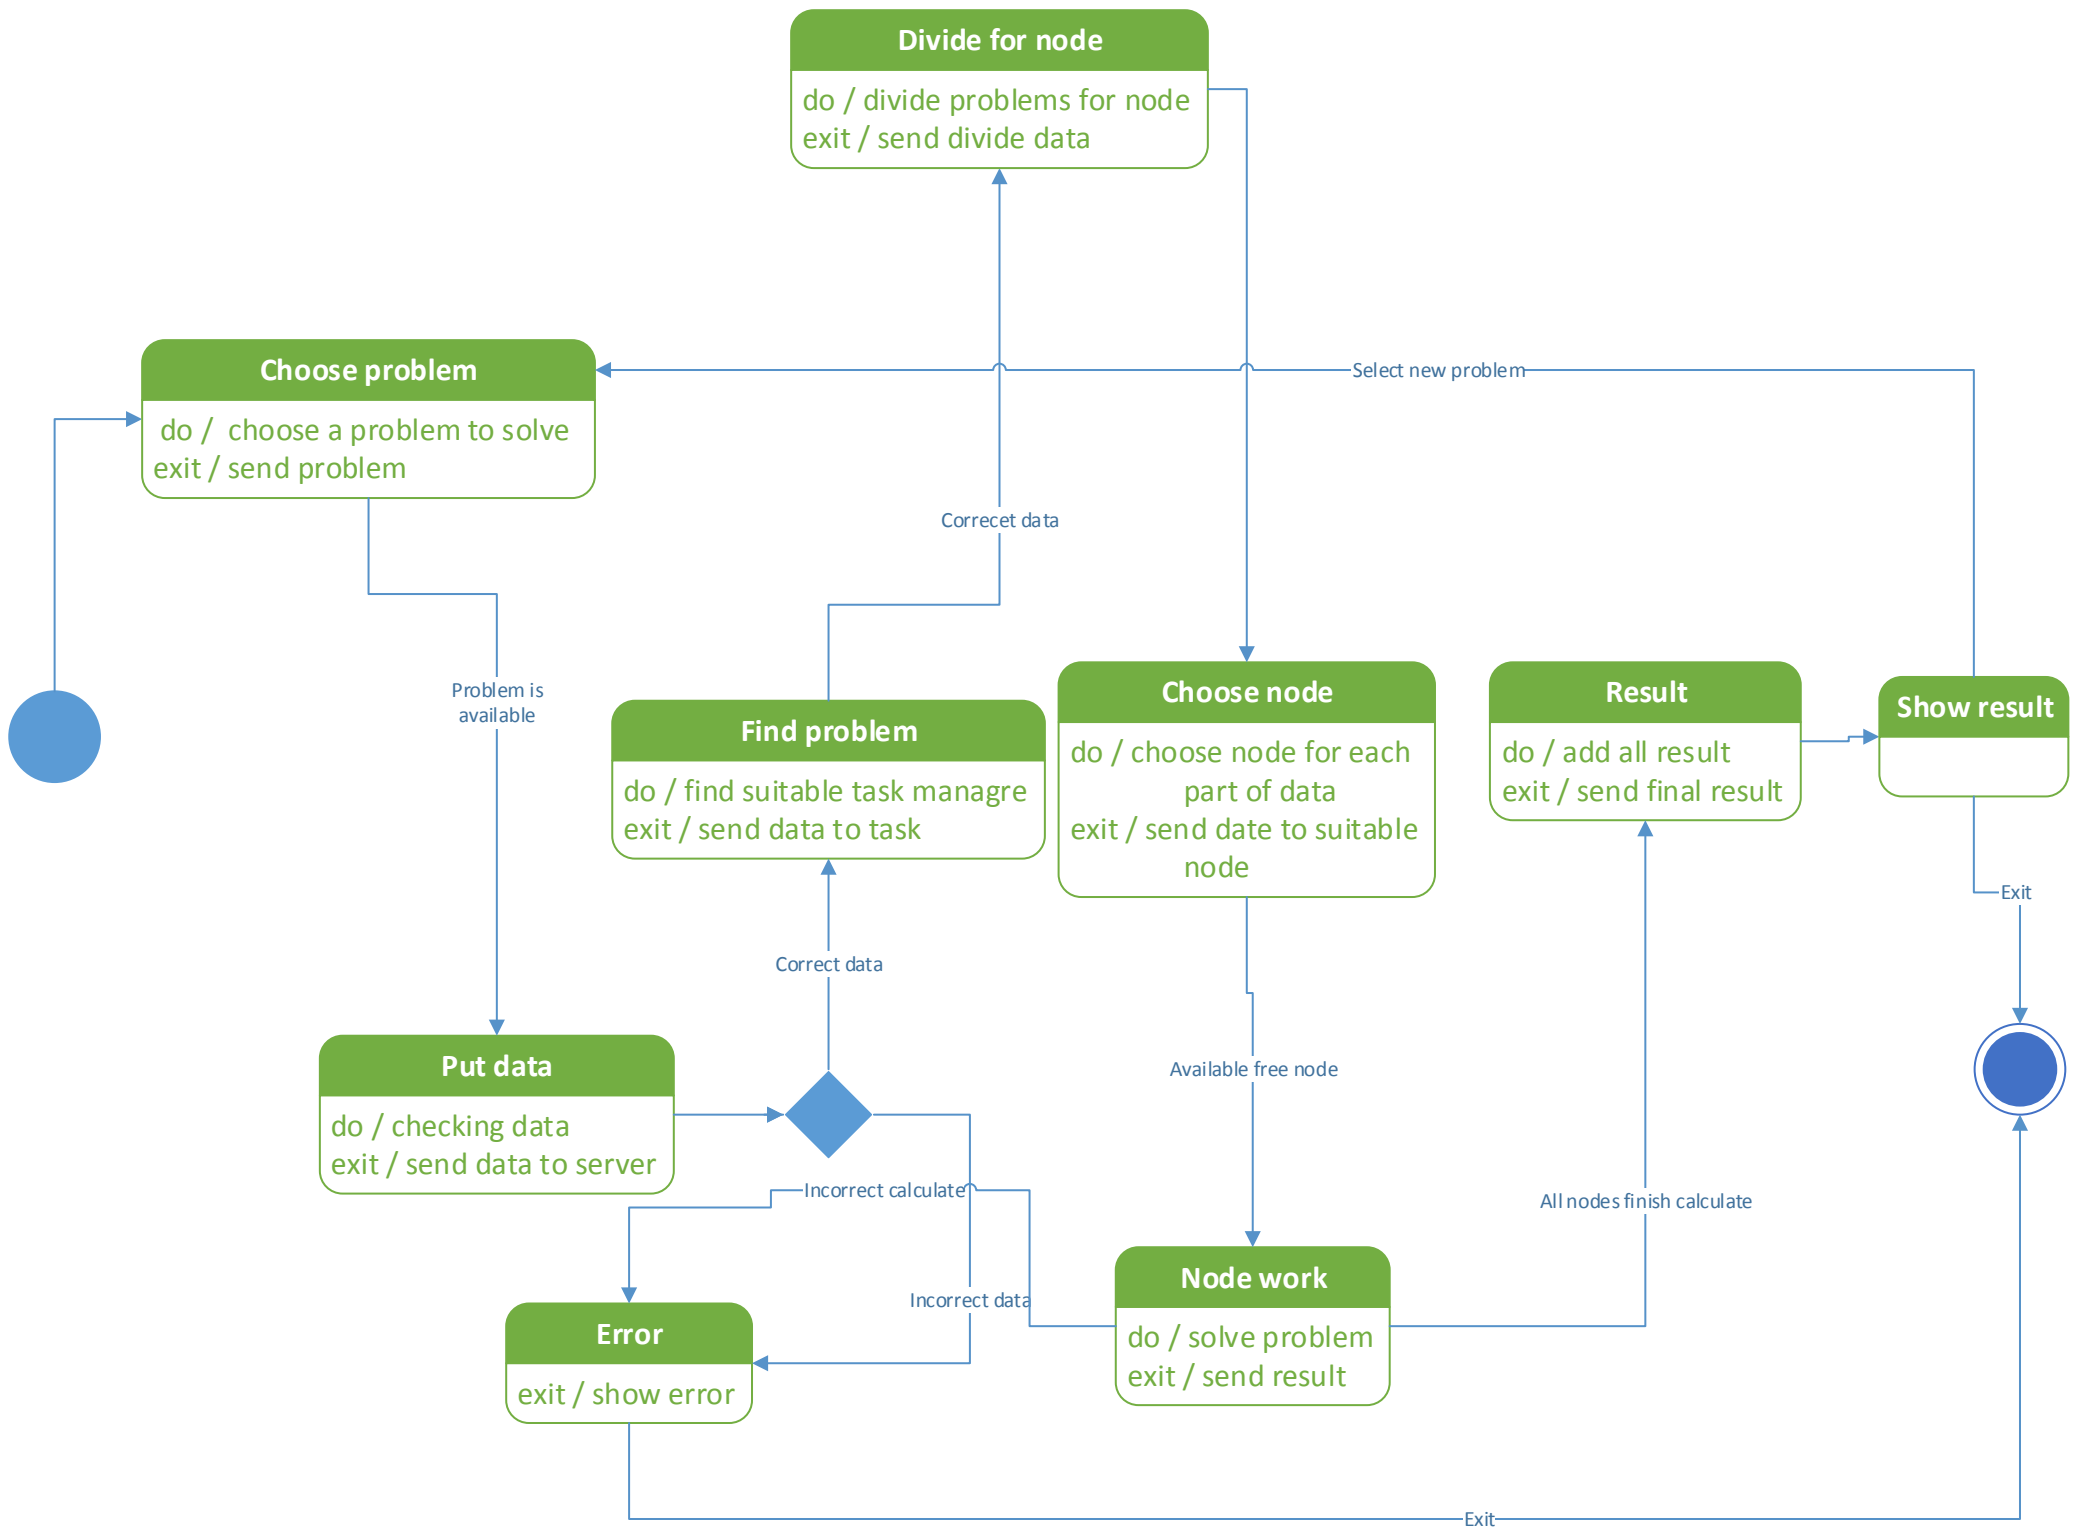 Divide for node
do / divide problems for node
exit / send divide data
Choose problem
do / choose a problem to solve
exit / send problem
Select new problem
Correcet data
Problem is
available
Find problem
do / find suitable task managre
exit / send data to task
Choose node
do / choose node for each
part of data
exit / send date to suitable
node
Result
do / add all result
exit / send final result
Show result
Exit
Correct data
Put data
do / checking data
exit / send data to server
Available free node
Incorrect calculate
All nodes finish calculate
Incorrect data
Node work
do / solve problem
exit / send result
Error
exit / show error
Exit